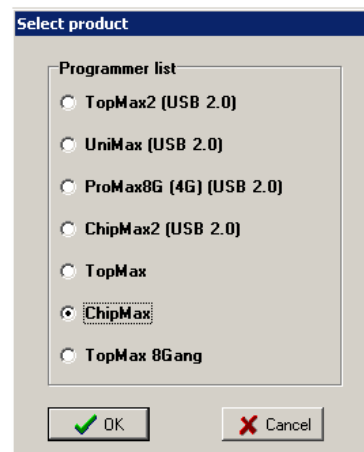 Select product
Programmer list
TopMax2 (USB 2.0)
UniMax (USB 2.0)
ProMax8G (4G) (USB 2.0)
ChipMax2 (USB 2.0)
TopMax
ChipMax
TopMax 8Gang
OK Cancel